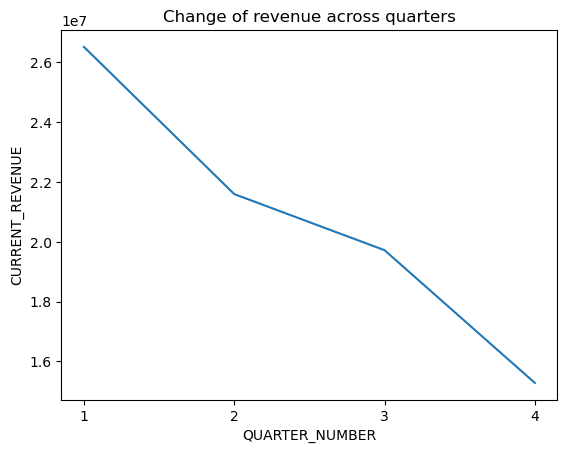 Change of revenue across quarters
1e7
2.6
2.4
2.2
2.0
1.8
1.6
CURRENT_REVENUE
1 2 3 4
QUARTER_NUMBER